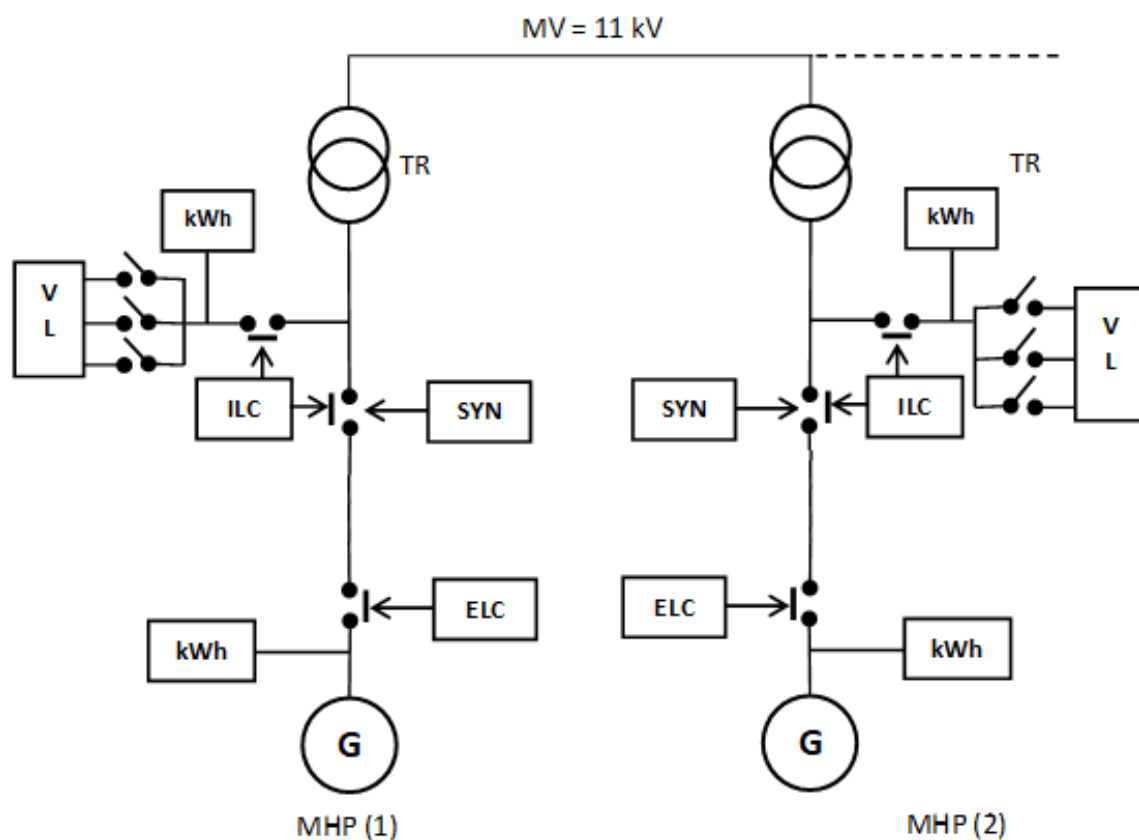 MV = 11 kV
TR
TR
kWh
kWh
V
L
V
L
ILC
SYN
SYN
ILC
ELC
ELC
kWh
kWh
G
G
MHP (1)
MHP (2)